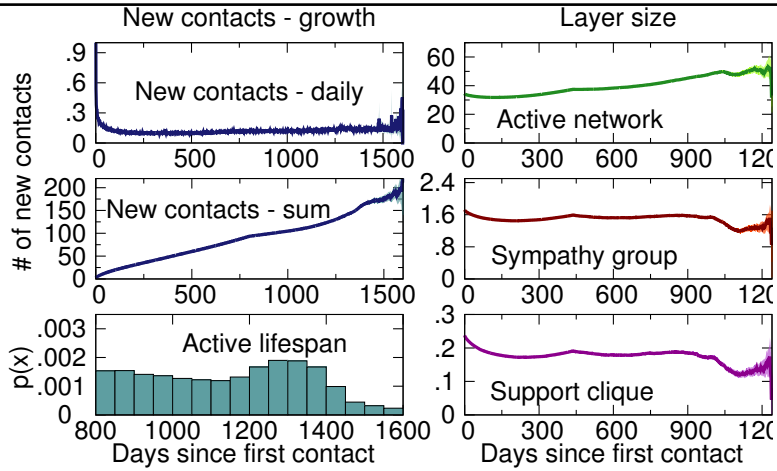 New contacts - growth
Layer size
# of new contacts
.9
.6
.3
0
New contacts - daily
0 500 1000 1500
60
40
20
0
Active network
0 300 600 900 120
200
150
100
50
0
New contacts - sum
0 500 1000 1500
2.4
1.6
.8
0
Sympathy group
0 300 600 900 120
p(x)
.003
.002
.001
0
Active lifespan
800 1000 1200 1400 1600
Days since first contact
.3
.2
.1
0
Support clique
0 300 600 900 120
Days since first contact